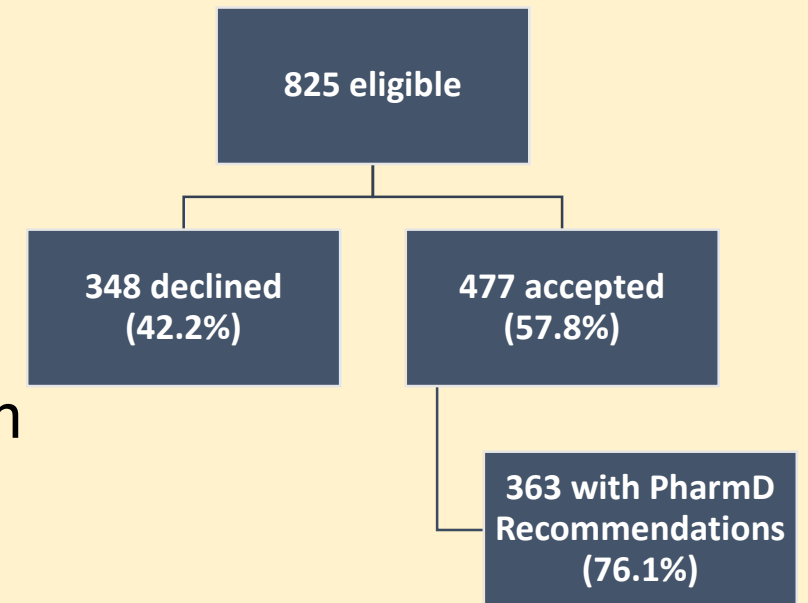 825 eligible
348 declined
(42.2%)
477 accepted
(57.8%)
363 with PharmD
Recommendations
(76.1%)